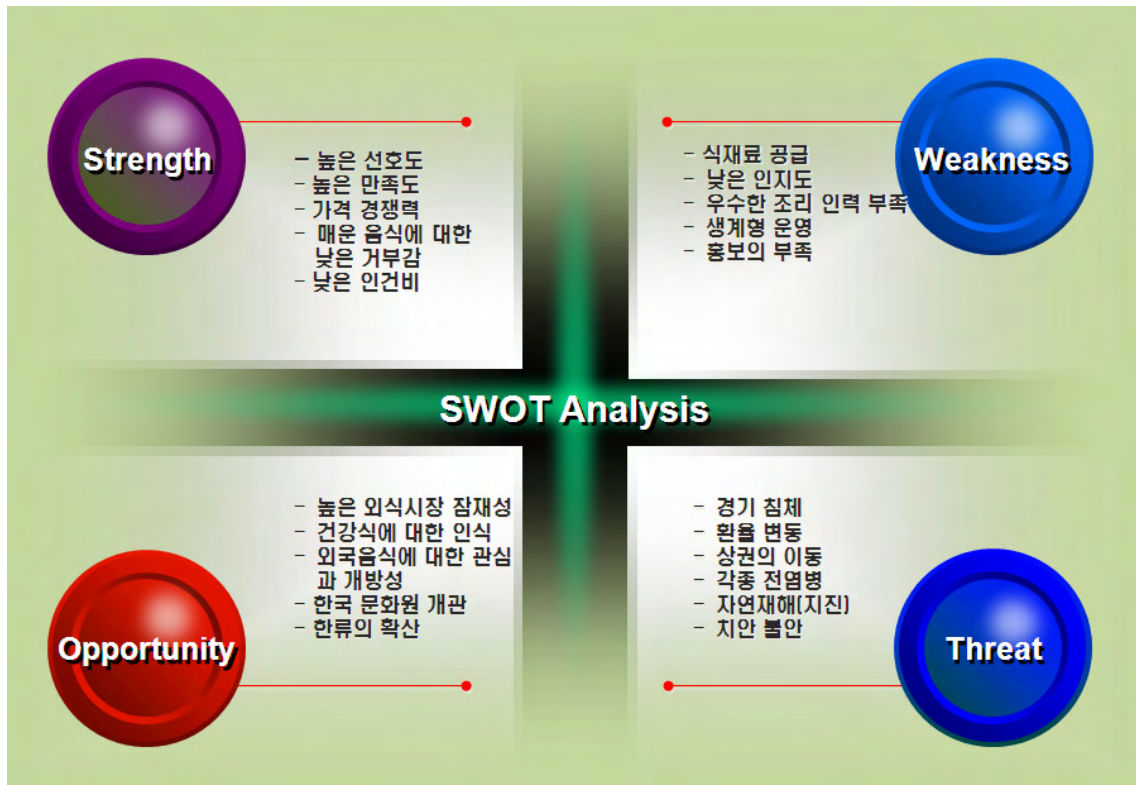 Strength
– 높은 선호도
– 높은 만족도
– 가격 경쟁력
– 매운 음식에 대한
낮은 거부감
– 낮은 인건비
Weakness
– 식재료 공급
– 낮은 인지도
– 우수한 조리 인력 부족
– 생계형 운영
– 홍보의 부족
SWOT Analysis
Opportunity
– 높은 외식시장 잠재성
– 건강식에 대한 인식
– 외국음식에 대한 관심
과 개방성
– 한국 문화원 개관
– 한류의 확산
Threat
– 경기 침체
– 환율 변동
– 상권의 이동
– 각종 전염병
– 자연재해(지진)
– 치안 불안